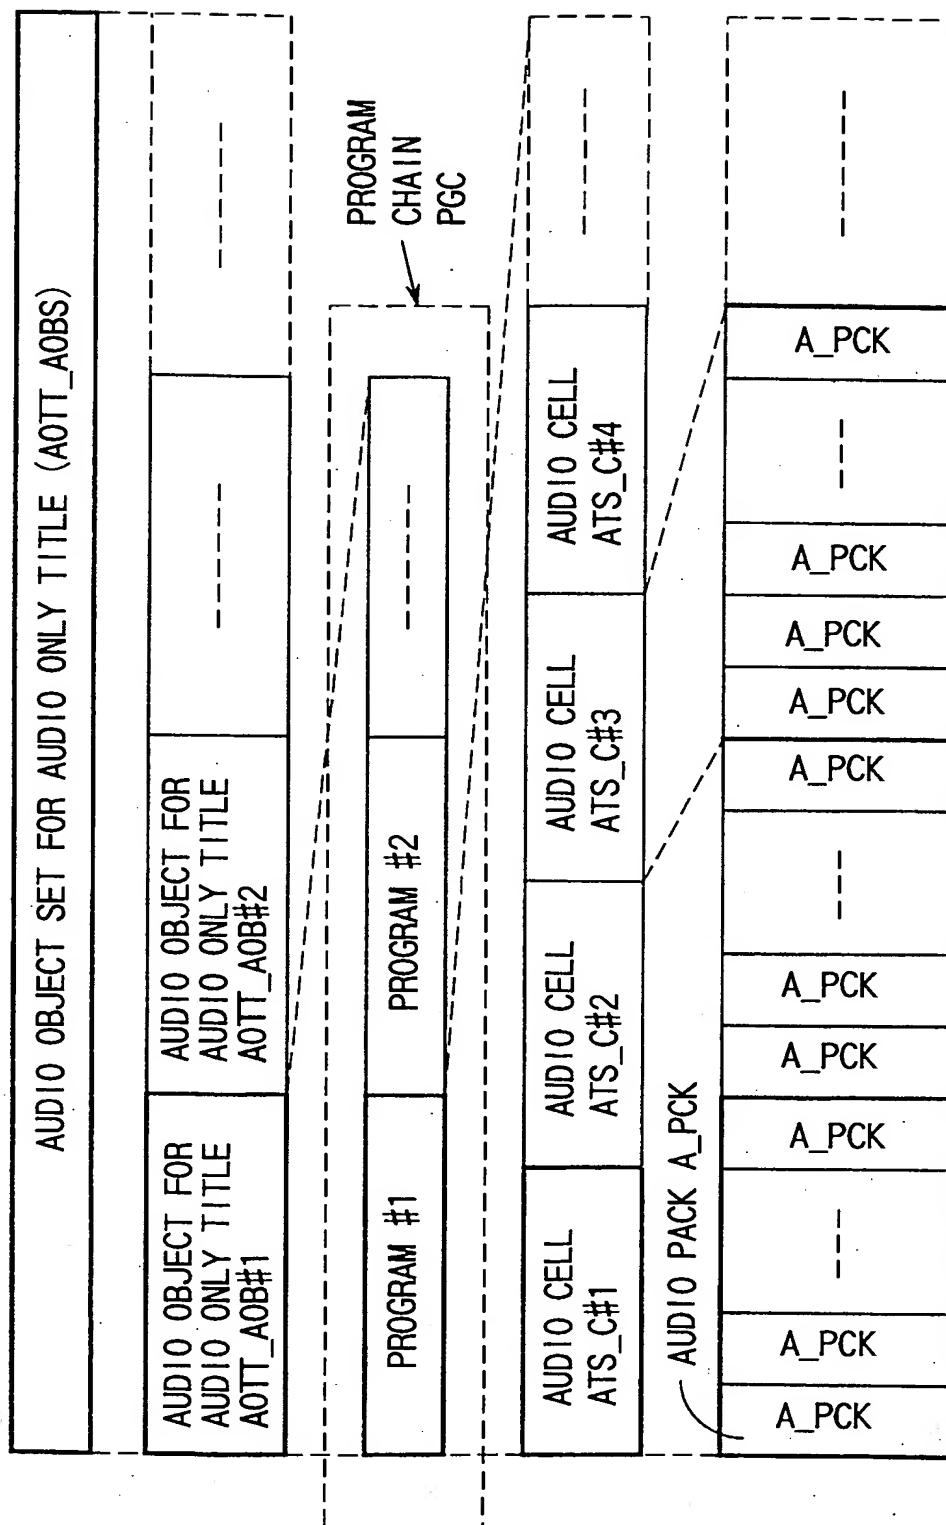 AUDIO OBJECT SET FOR AUDIO ONLY TITLE (AOTT_AOBS)
AUDIO OBJECT FOR
AUDIO ONLY TITLE
AOTT_AOB#1
AUDIO OBJECT FOR
AUDIO ONLY TITLE
AOTT_AOB#2
PROGRAM #1
PROGRAM #2
PROGRAM
CHAIN
PGC
AUDIO CELL
ATS_C#1
AUDIO CELL
ATS_C#2
AUDIO CELL
ATS_C#3
AUDIO CELL
ATS_C#4
AUDIO PACK A_PCK
A_PCK
A_PCK
A_PCK
A_PCK
A_PCK
A_PCK
A_PCK
A_PCK
A_PCK
A_PCK